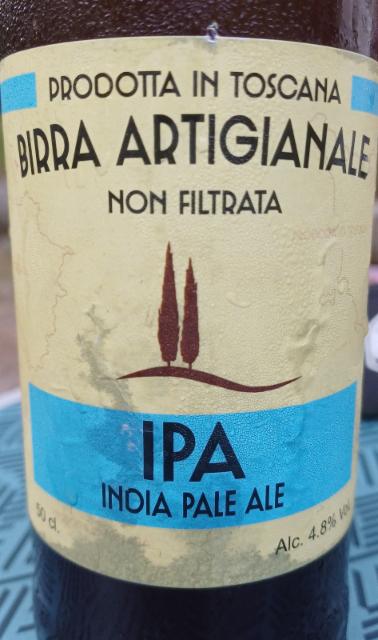 PRODOTTA IN TOSCANA
BIRRA ARTIGIANALE
NON FILTRATA
IPA
INDIA PALE ALE
50 cl.
Alc. 4.8% Vol.